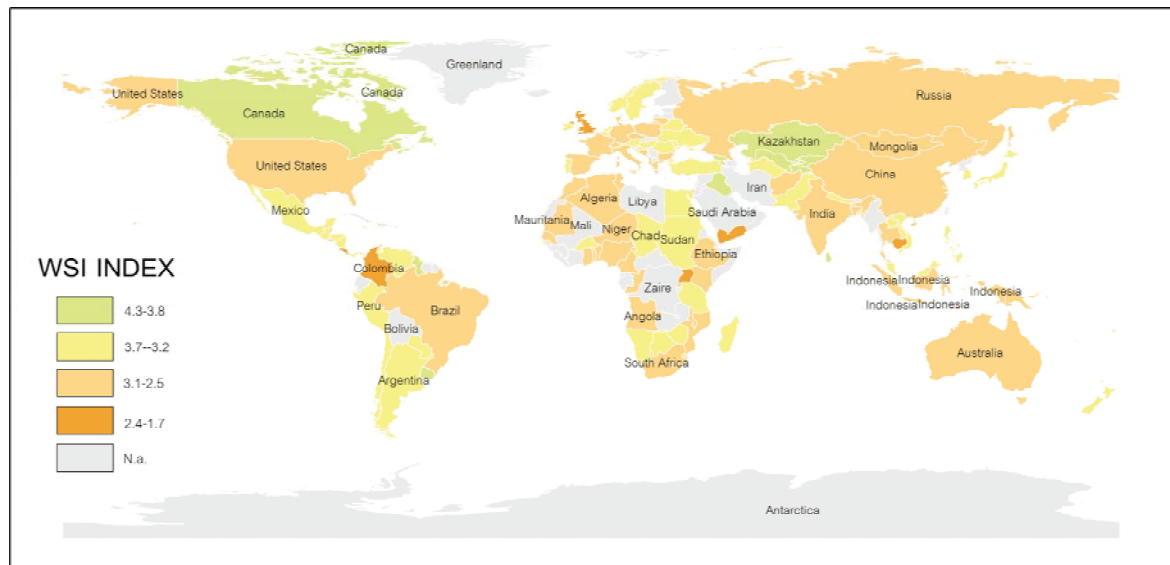 Canada
Greenland
United States
Canada
Canada
Russia
Kazakhstan
Mongolia
United States
China
Iran
Algeria
Libya
Mexico
Saudi Arabia
India
Mauritania
Mali
Niger
Chad
Sudan
Ethiopia
WSI INDEX
Colombia
Indonesia
Indonesia
Zaire
Indonesia
4.3-3.8
Peru
Brazil
Indonesia
Indonesia
Angola
Bolivia
3.7--3.2
Australia
South Africa
Argentina
3.1-2.5
2.4-1.7
N.a.
Antarctica